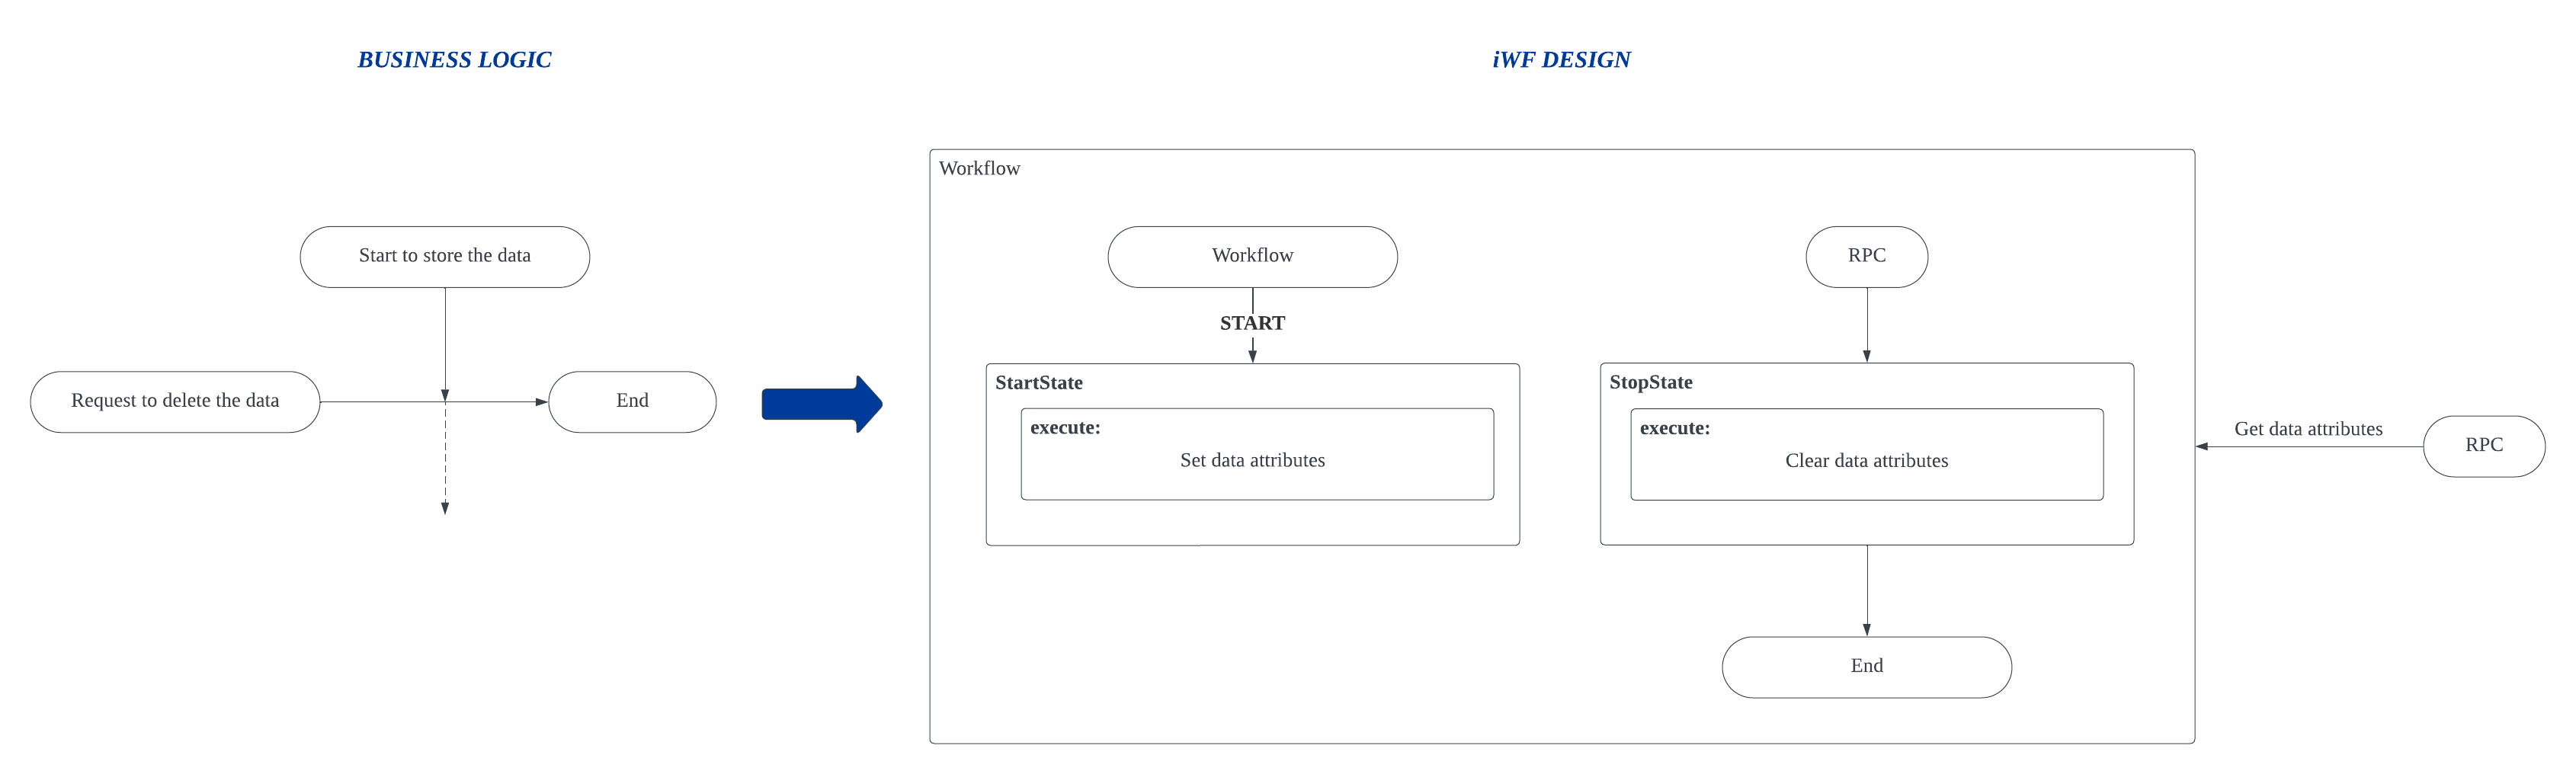 BUSINESS LOGIC
iWF DESIGN
Start to store the data
Request to delete the data
End
Workflow
Workflow
START
StartState
execute:
Set data attributes
RPC
StopState
execute:
Clear data attributes
End
Get data attributes
RPC